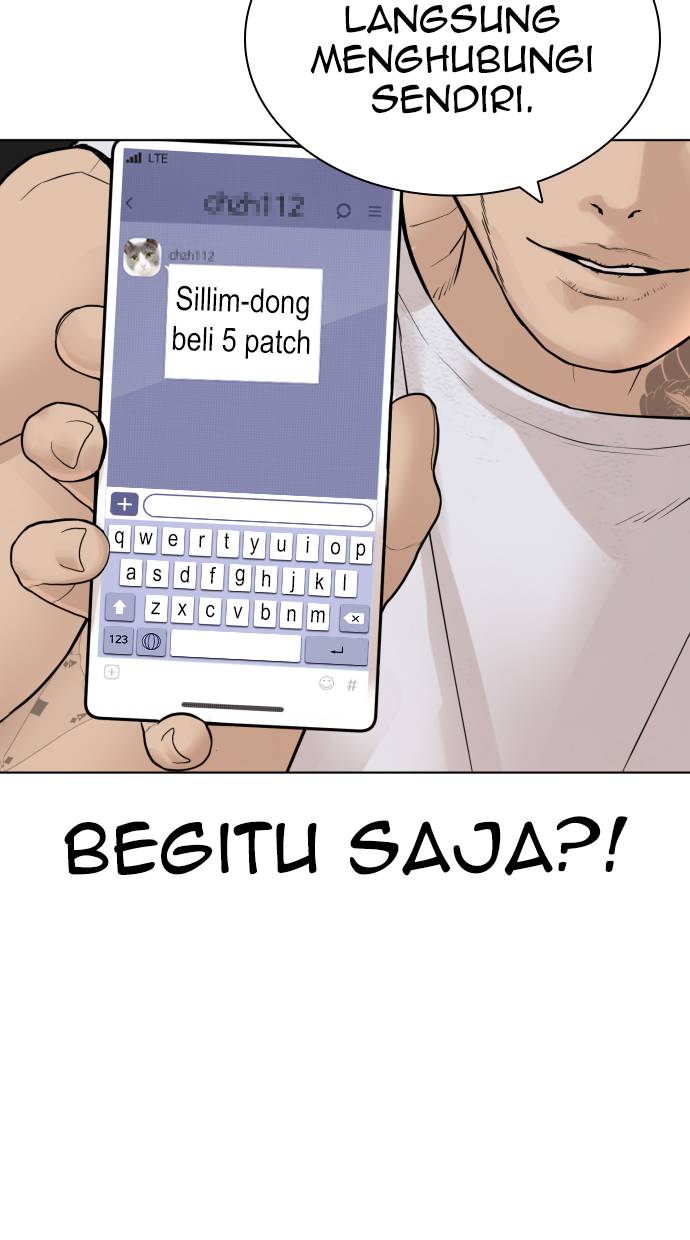 LANGSUNG
MENGHUBUNGI
SENDIRI.
LTE
Sillim-dong
beli 5 patch
q w e r t y u i o p
a s d f g h j k l
z x c v b n m
123
#
BEGITU SAJA?!